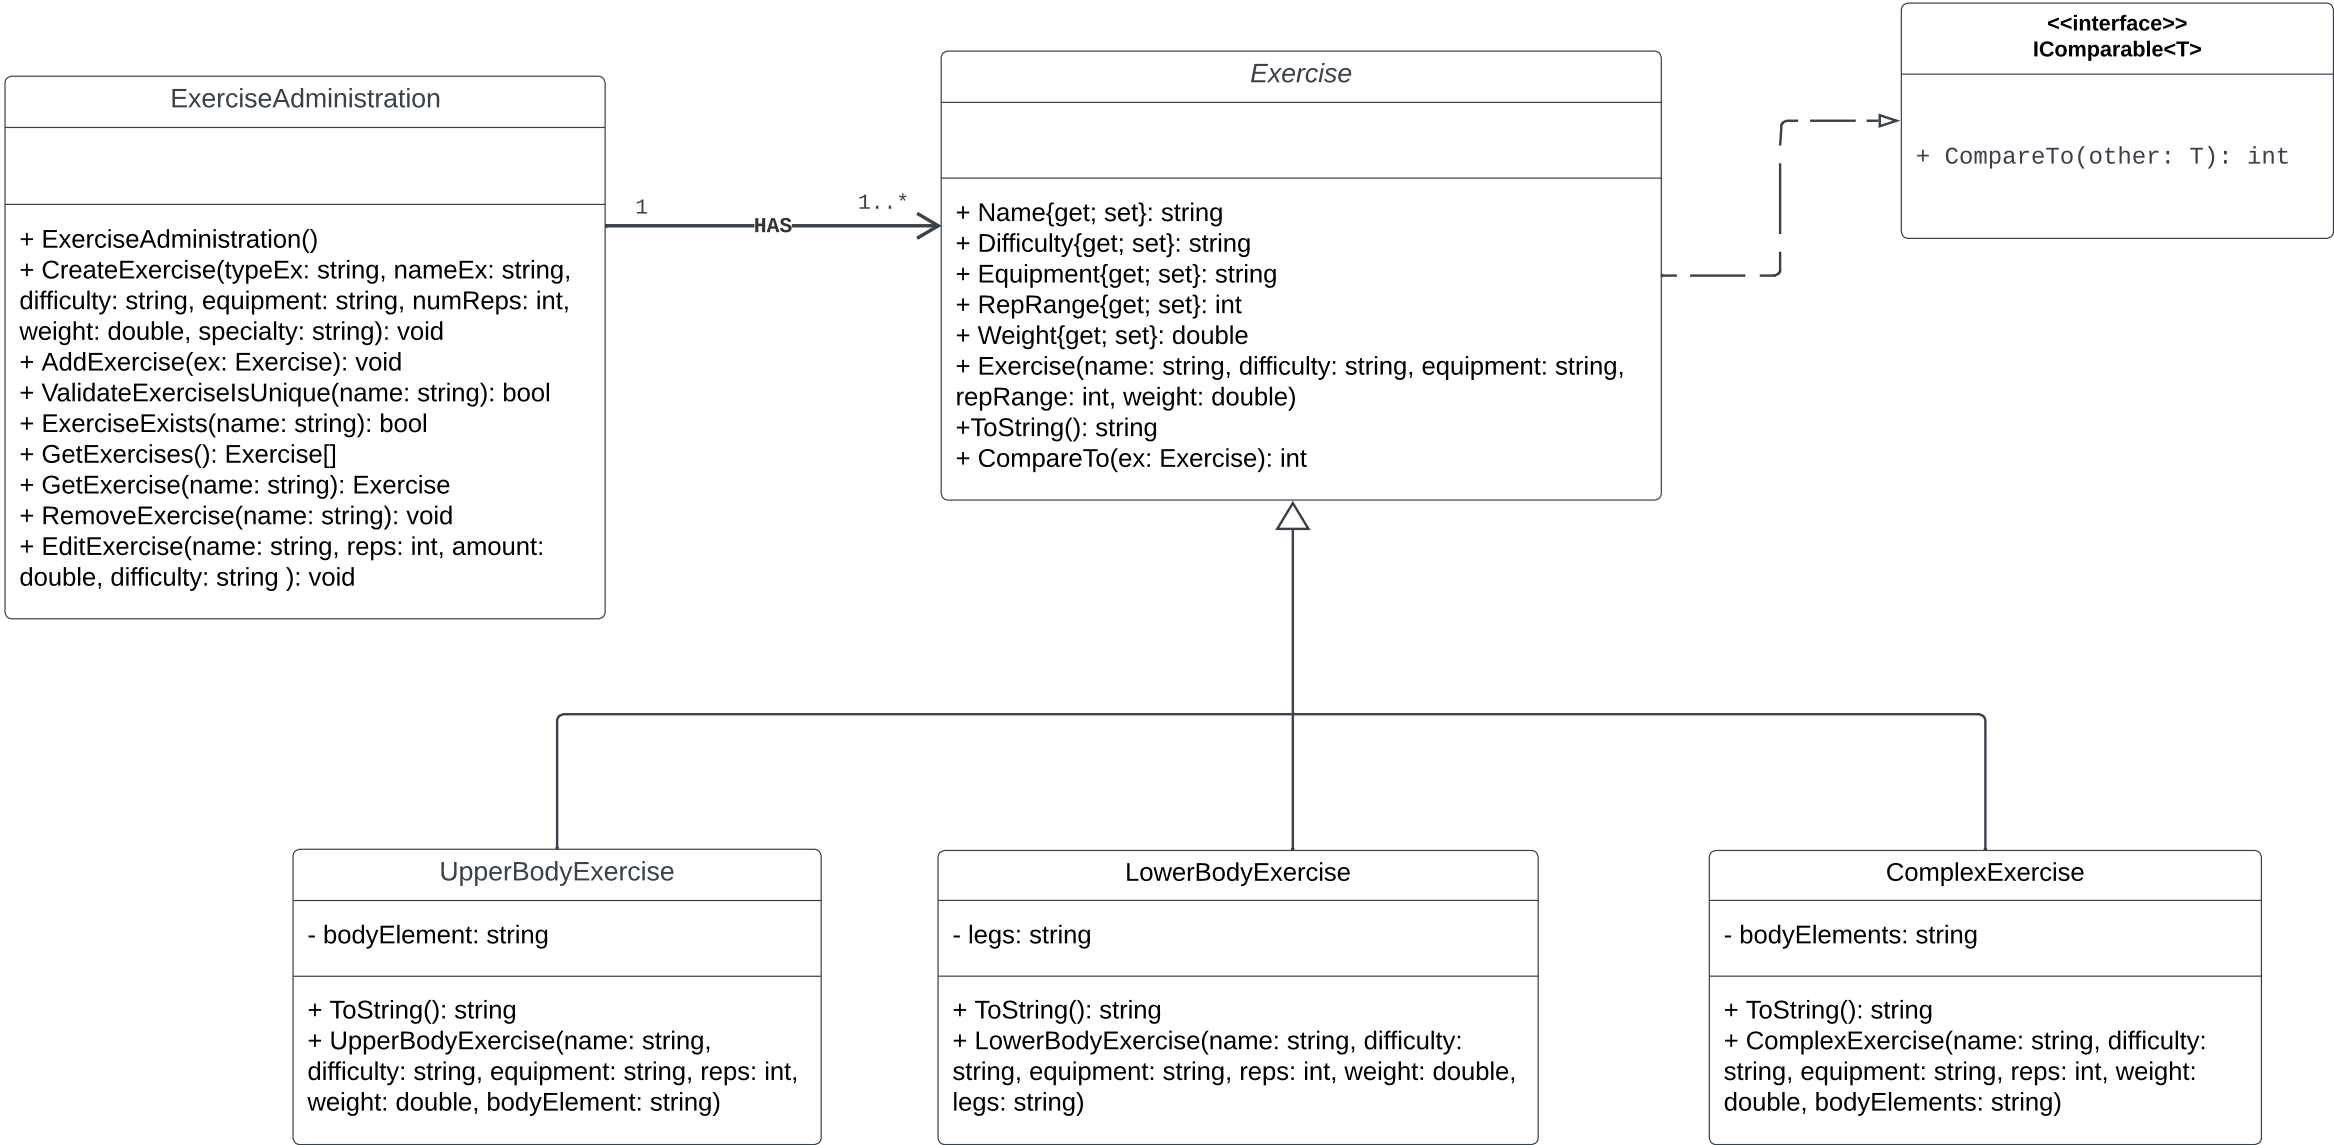 <<interface>>
IComparable<T>
+ CompareTo(other: T): int
Exercise
+ Name{get; set}: string
+ Difficulty{get; set}: string
+ Equipment{get; set}: string
+ RepRange{get; set}: int
+ Weight{get; set}: double
+ Exercise(name: string, difficulty: string, equipment: string,
repRange: int, weight: double)
+ToString(): string
+ CompareTo(ex: Exercise): int
ExerciseAdministration
+ ExerciseAdministration()
+ CreateExercise(typeEx: string, nameEx: string,
difficulty: string, equipment: string, numReps: int,
weight: double, specialty: string): void
+ AddExercise(ex: Exercise): void
+ ValidateExerciseIsUnique(name: string): bool
+ ExerciseExists(name: string): bool
+ GetExercises(): Exercise[]
+ GetExercise(name: string): Exercise
+ RemoveExercise(name: string): void
+ EditExercise(name: string, reps: int, amount:
double, difficulty: string ): void
1
HAS
1..*
UpperBodyExercise
- bodyElement: string
+ ToString(): string
+ UpperBodyExercise(name: string,
difficulty: string, equipment: string, reps: int,
weight: double, bodyElement: string)
LowerBodyExercise
- legs: string
+ ToString(): string
+ LowerBodyExercise(name: string, difficulty:
string, equipment: string, reps: int, weight: double,
legs: string)
ComplexExercise
- bodyElements: string
+ ToString(): string
+ ComplexExercise(name: string, difficulty:
string, equipment: string, reps: int, weight:
double, bodyElements: string)